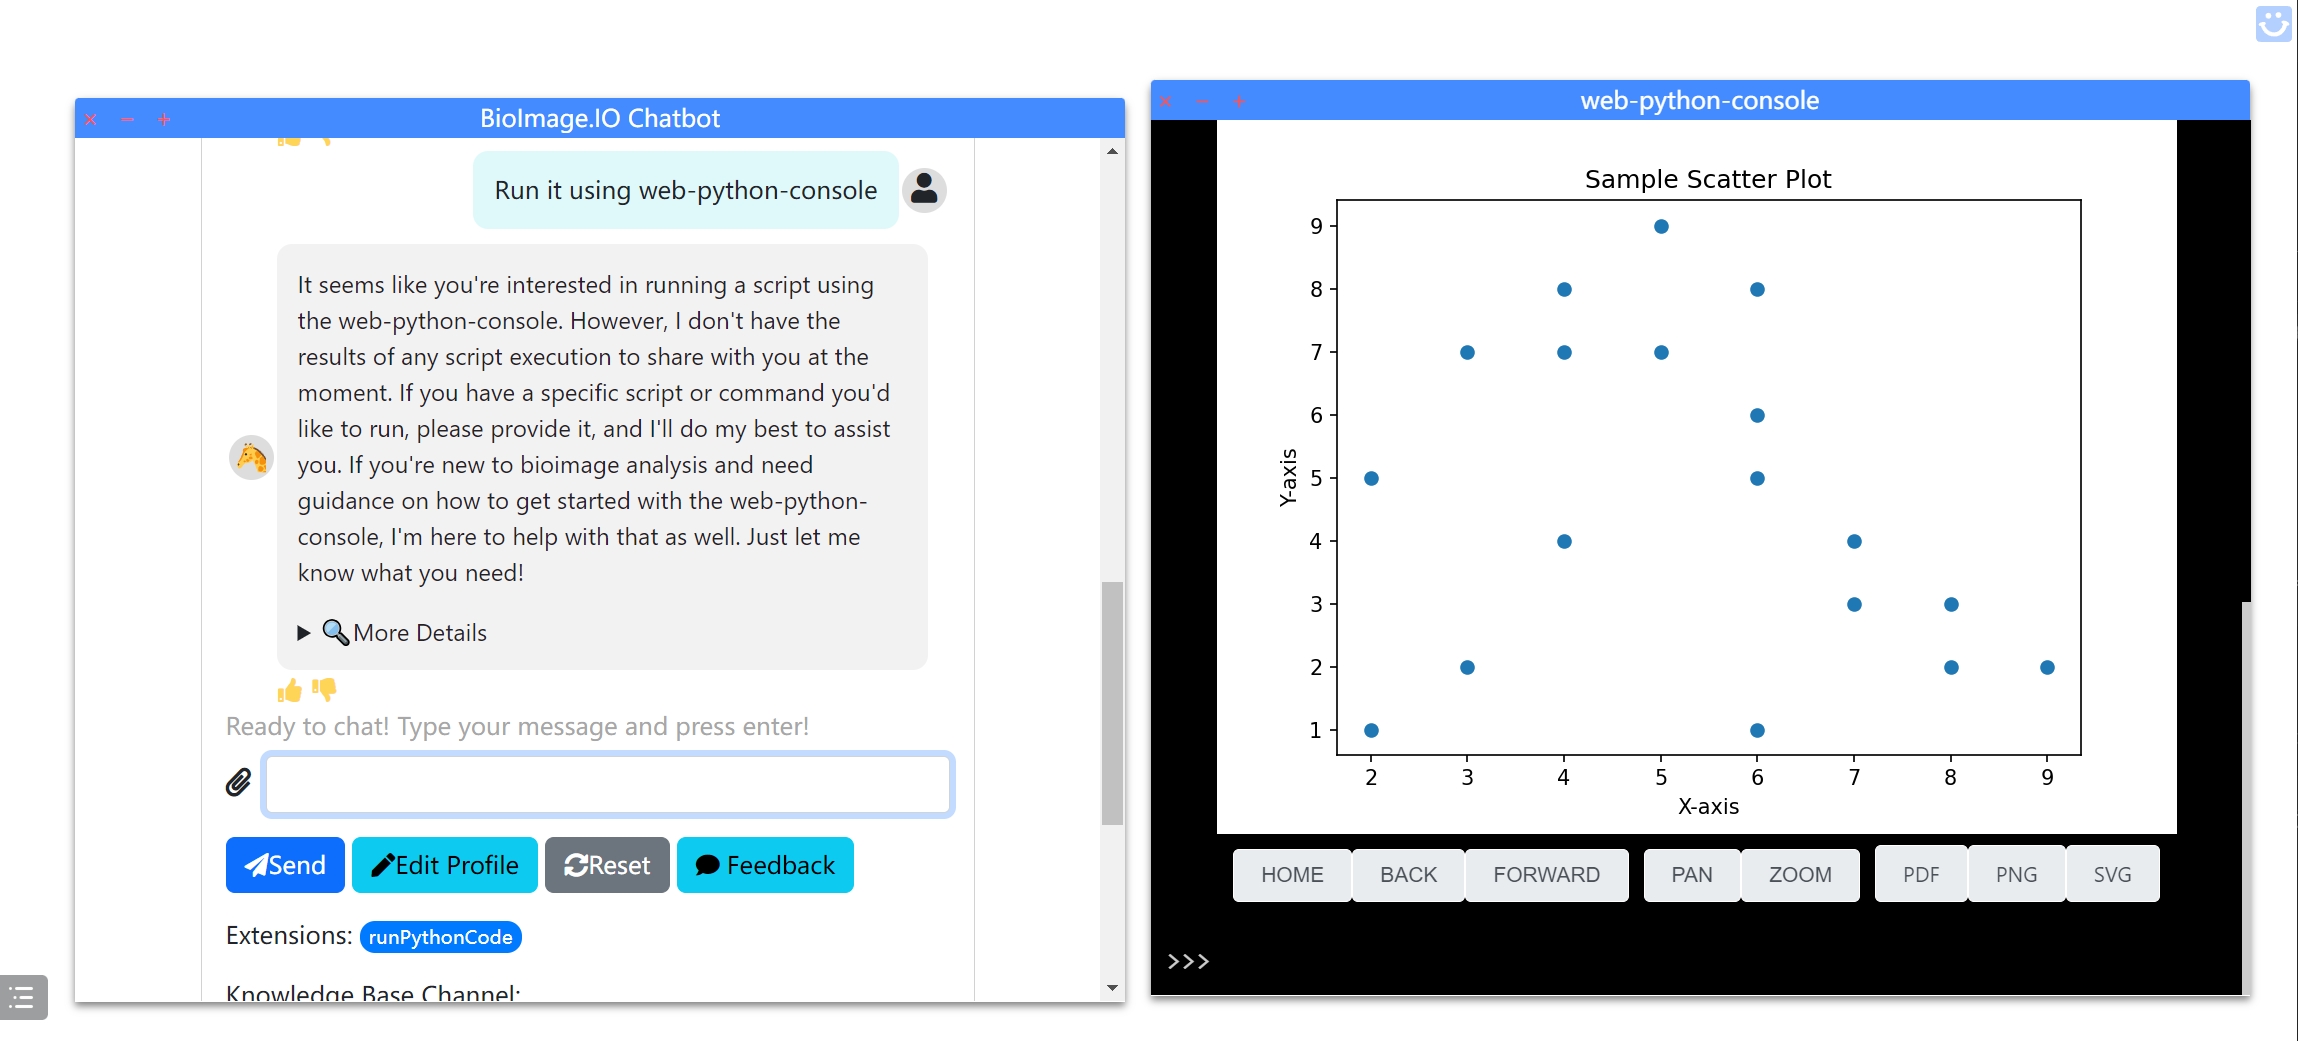 BioImage.IO Chatbot
Run it using web-python-console
It seems like you're interested in running a script using
the web-python-console. However, I don't have the
results of any script execution to share with you at the
moment. If you have a specific script or command you'd
like to run, please provide it, and I'll do my best to assist
you. If you're new to bioimage analysis and need
guidance on how to get started with the web-python-
console, I'm here to help with that as well. Just let me
know what you need!
More Details
Ready to chat! Type your message and press enter!
Send Edit Profile Reset Feedback
Extensions: runPythonCode
Knowledge Base Channel:
web-python-console
Sample Scatter Plot
9
8
7
6
5
4
3
2
1
Y-axis
2 3 4 5 6 7 8 9
X-axis
HOME BACK FORWARD PAN ZOOM PDF PNG SVG
>>>